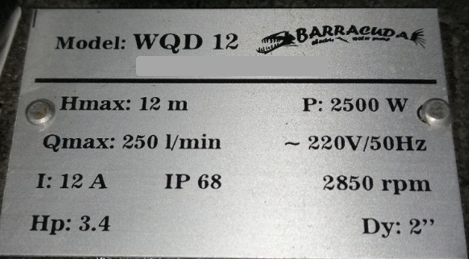 Model: WQD 12 BARRACUDA
Hmax: 12 m P: 2500 W
Qmax: 250 l/min ~ 220V/50Hz
I: 12 A IP 68 2850 rpm
Hp: 3.4 Dy: 2”